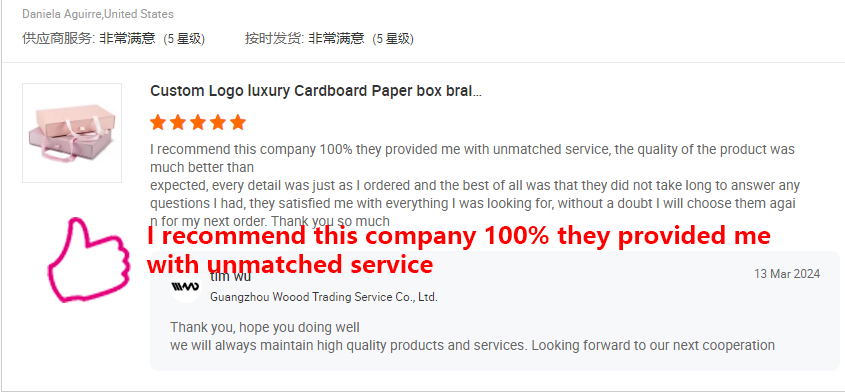 Daniela Aguirre,United States
供应商服务: 非常满意 (5 星级) 按时发货: 非常满意 (5 星级)
Custom Logo luxury Cardboard Paper box bral...
I recommend this company 100% they provided me with unmatched service, the quality of the product was
much better than
expected, every detail was just as I ordered and the best of all was that they did not take long to answer any
questions I had, they satisfied me with everything I was looking for, without a doubt I will choose them agai
n for my next order. Thank you so much
I recommend this company 100% they provided me
with unmatched service
tim wu
13 Mar 2024
Guangzhou Woood Trading Service Co., Ltd.
Thank you, hope you doing well
we will always maintain high quality products and services. Looking forward to our next cooperation